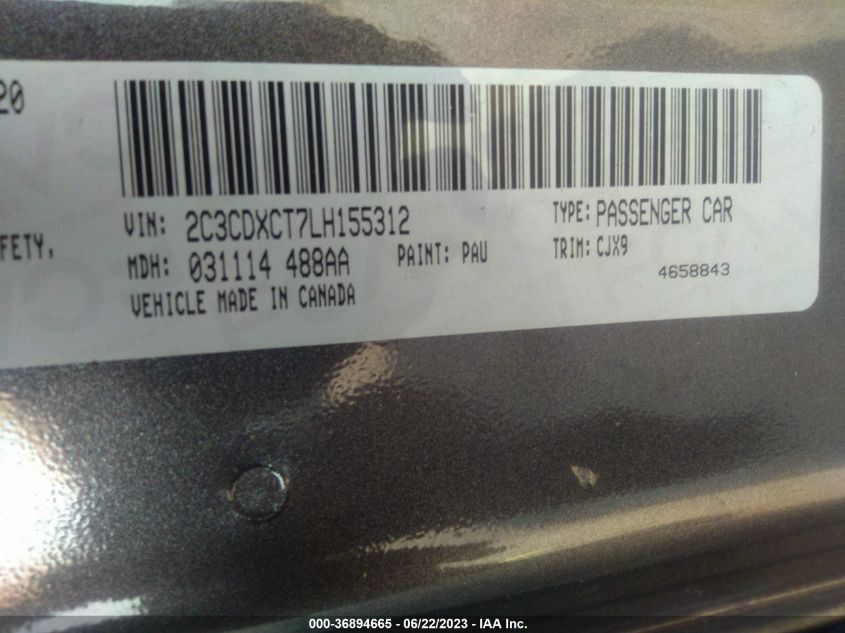 20
VIN: 2C3CDXCT7LH155312
TYPE: PASSENGER CAR
FETY,
MDH: 031114 488AA
PAINT: PAU
TRIM: CJX9
4658843
VEHICLE MADE IN CANADA
000-36894665 - 06/22/2023 - IAA Inc.